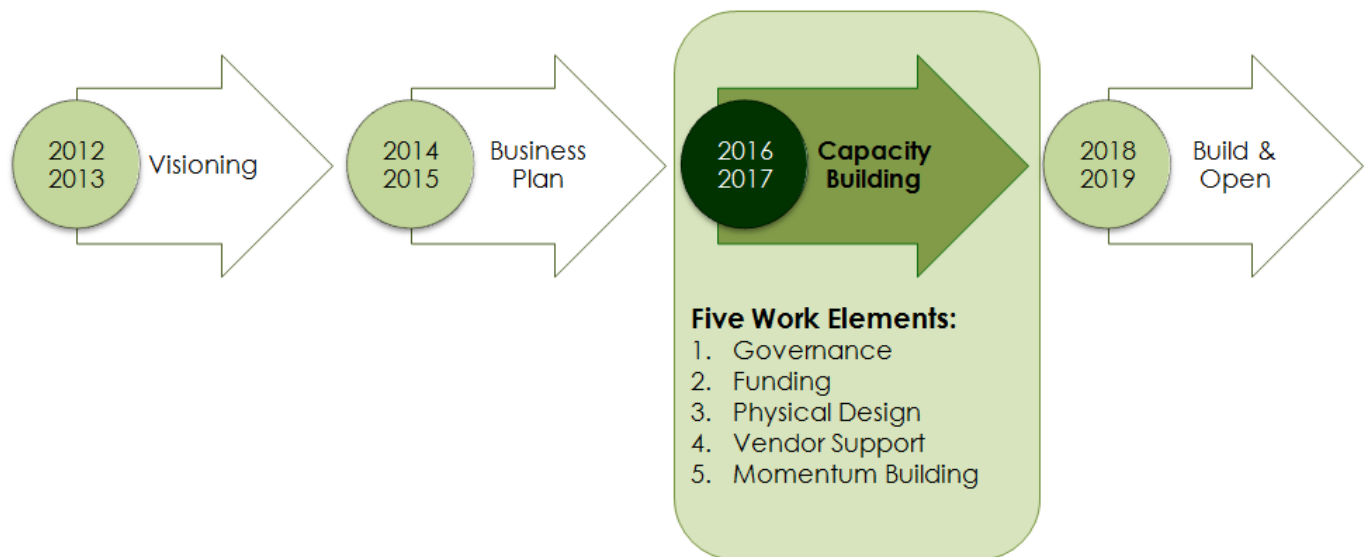 2012
2013
Visioning
2014
2015
Business
Plan
2016
2017
Capacity
Building
2018
2019
Build &
Open
Five Work Elements:
1. Governance
2. Funding
3. Physical Design
4. Vendor Support
5. Momentum Building